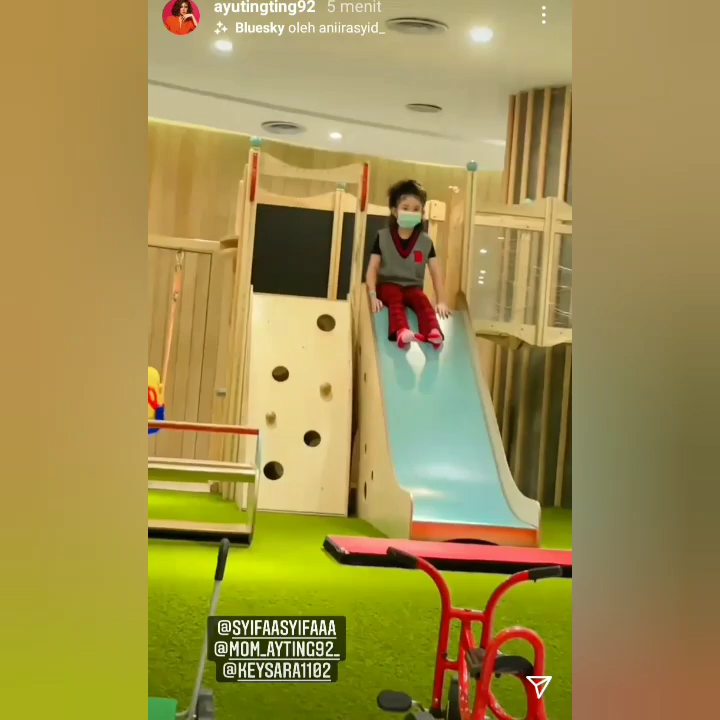 ayutingting92 5 menit
Bluesky oleh aniirasyid_
@SYIFAASYIFAAA
@MOM_AYTING92_
@KEYSARA1102